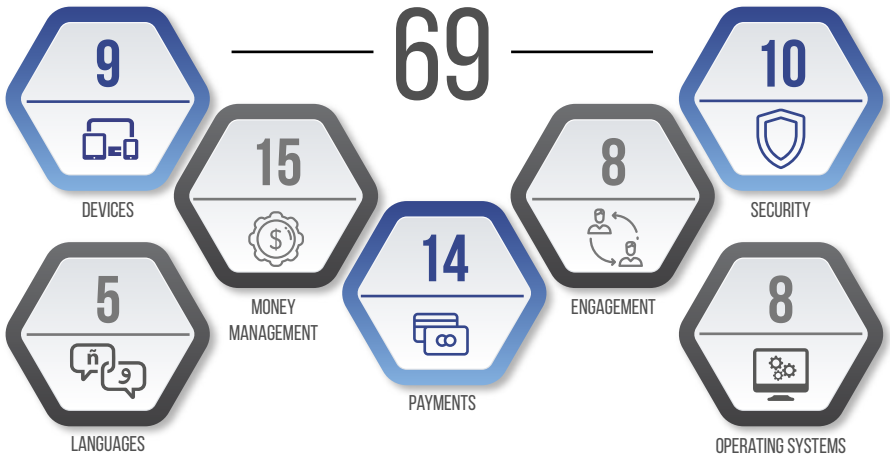 69
9
DEVICES
10
SECURITY
15
MONEY
MANAGEMENT
8
ENGAGEMENT
14
PAYMENTS
5
ñ
و
LANGUAGES
8
OPERATING SYSTEMS